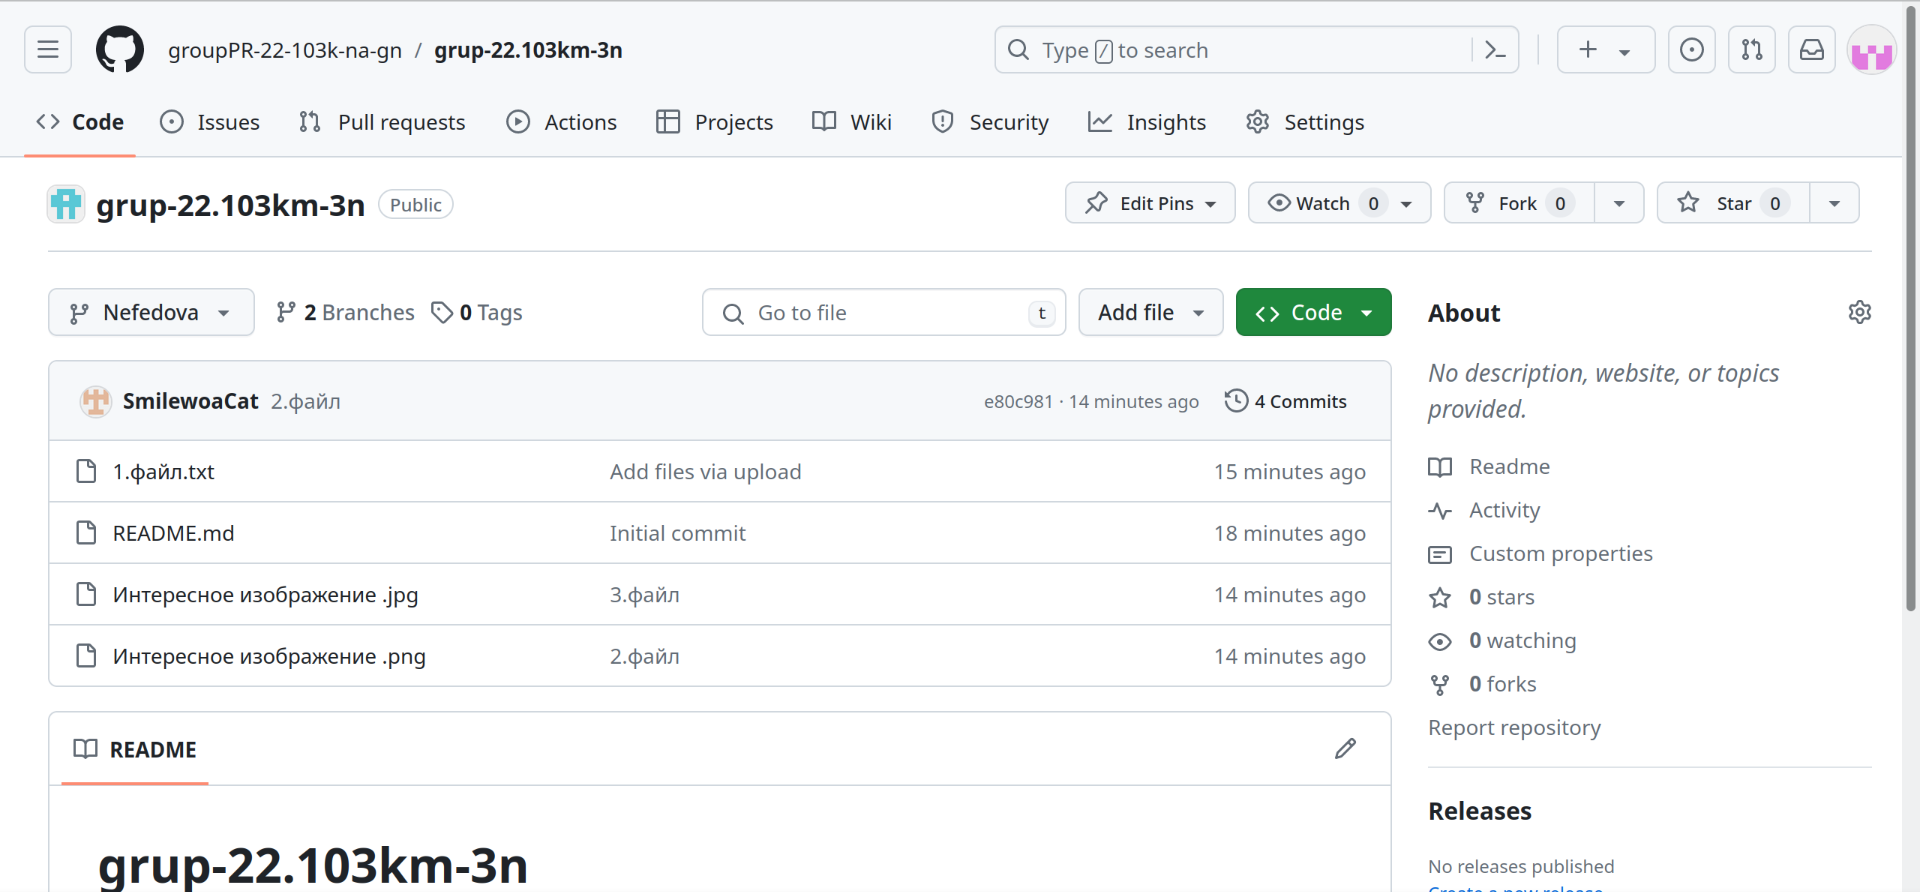 groupPR-22-103k-na-gn / grup-22.103km-3n
Type / to search
Code Issues Pull requests Actions Projects Wiki Security Insights Settings
grup-22.103km-3n Public
Edit Pins Watch 0 Fork 0 Star 0
Nefedova 2 Branches 0 Tags
Go to file t Add file Code
SmilewoaCat 2.файл e80c981 · 14 minutes ago 4 Commits
1.файл.txt Add files via upload 15 minutes ago
README.md Initial commit 18 minutes ago
Интересное изображение .jpg 3.файл 14 minutes ago
Интересное изображение .png 2.файл 14 minutes ago
README
grup-22.103km-3n
About
No description, website, or topics
provided.
Readme
Activity
Custom properties
0 stars
0 watching
0 forks
Report repository
Releases
No releases published
Create a new release